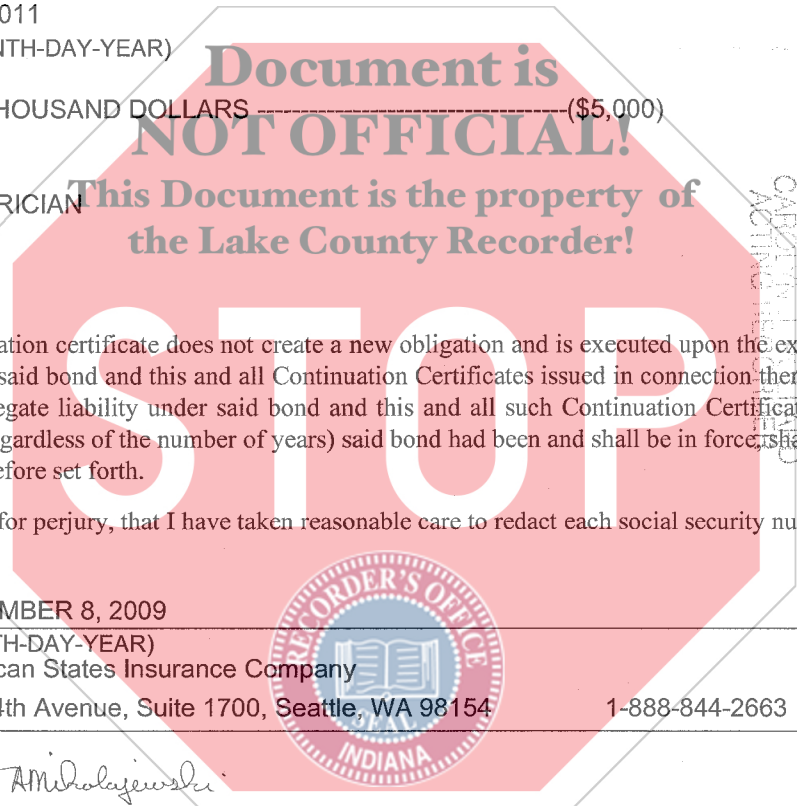 011
NTH-DAY-YEAR)
Document is
HOUSAND DOLLARS -----------------------------------($5,000)
NOT OFFICIAL!
RICIAN
This Document is the property of
the Lake County Recorder!
STOP
ation certificate does not create a new obligation and is executed upon the ex
said bond and this and all Continuation Certificates issued in connection ther
egate liability under said bond and this and all such Continuation Certificat
gardless of the number of years) said bond had been and shall be in force, sha
efore set forth.
for perjury, that I have taken reasonable care to redact each social security nu
RECORDER'S OFFICE
SEAL
INDIANA
MBER 8, 2009
TH-DAY-YEAR)
can States Insurance Company
4th Avenue, Suite 1700, Seattle, WA 98154 1-888-844-2663
AMikolajewski